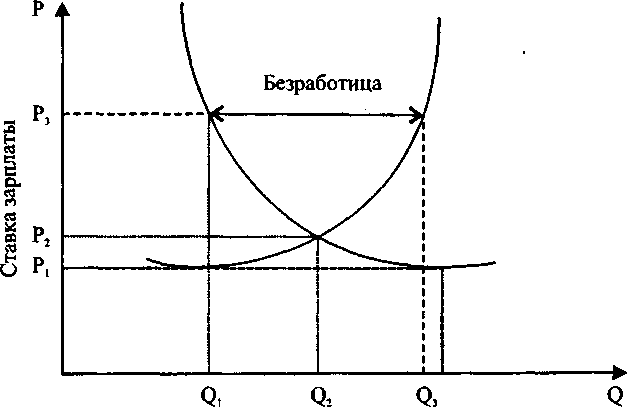 P
Безработица
P₃
Ставка зарплаты
P₂
P₁
Q₁
Q₂
Q₃
Q